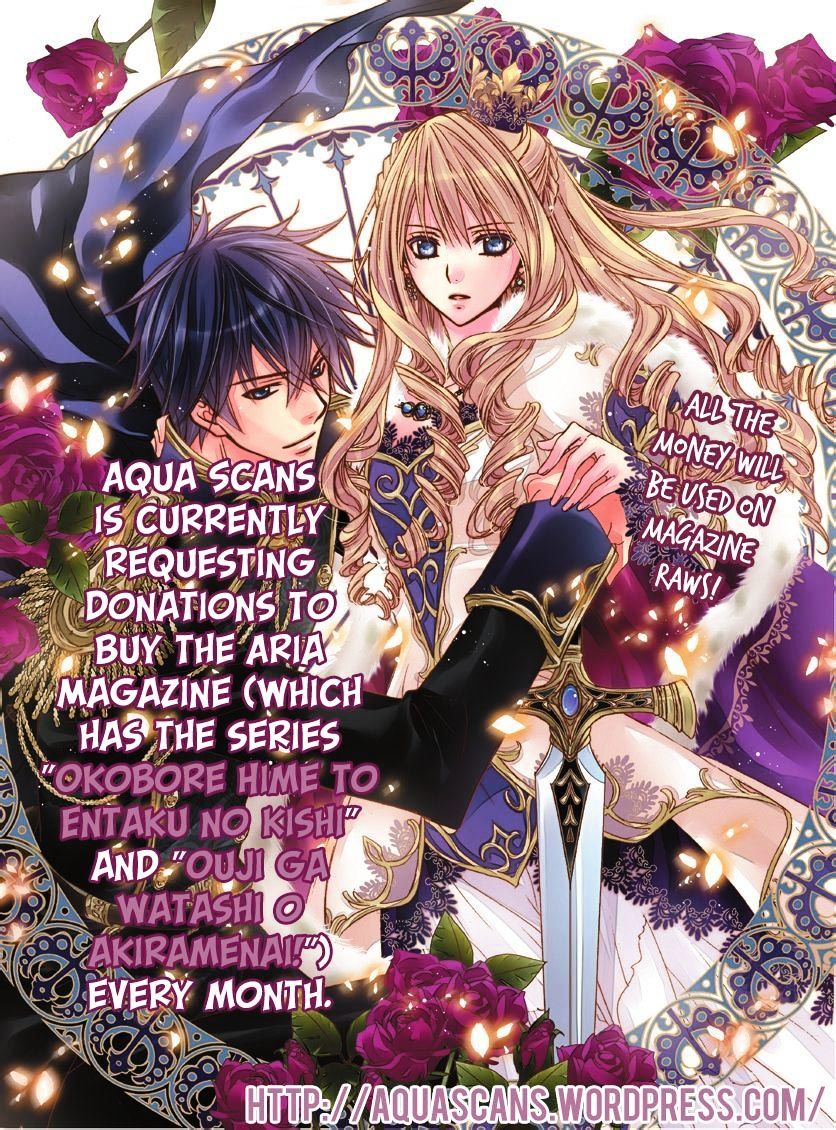 AQUA SCANS
IS CURRENTLY
REQUESTING
DONATIONS TO
BUY THE ARIA
MAGAZINE (WHICH
HAS THE SERIES
"OKOBORE HIME TO
ENTAKU NO KISHI"
AND "OUJI GA
WATASHI O
AKIRAMENAI!")
EVERY MONTH.
ALL THE
MONEY WILL
BE USED ON
MAGAZINE
RAWS!
HTTP://AQUASCANS.WORDPRESS.COM/